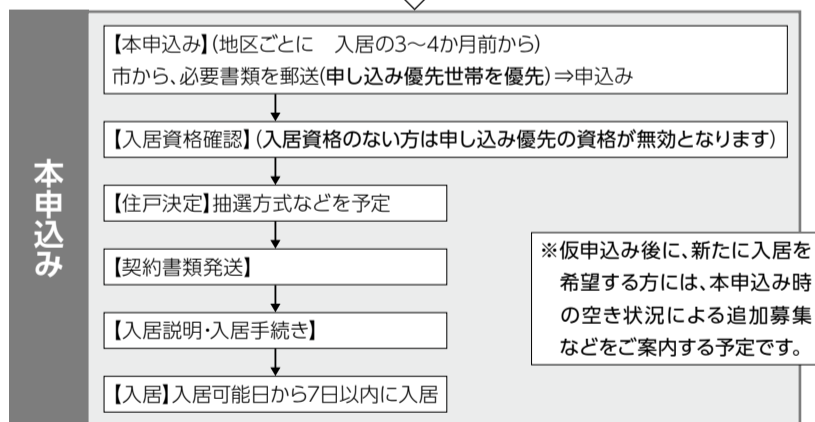 本申込み
【本申込み】(地区ごとに　入居の3～4か月前から)
市から、必要書類を郵送(申し込み優先世帯を優先)⇒申込み
【入居資格確認】(入居資格のない方は申し込み優先の資格が無効となります)
【住戸決定】抽選方式などを予定
【契約書類発送】
【入居説明・入居手続き】
【入居】入居可能日から7日以内に入居
※仮申込み後に、新たに入居を
希望する方には、本申込み時
の空き状況による追加募集
などをご案内する予定です。